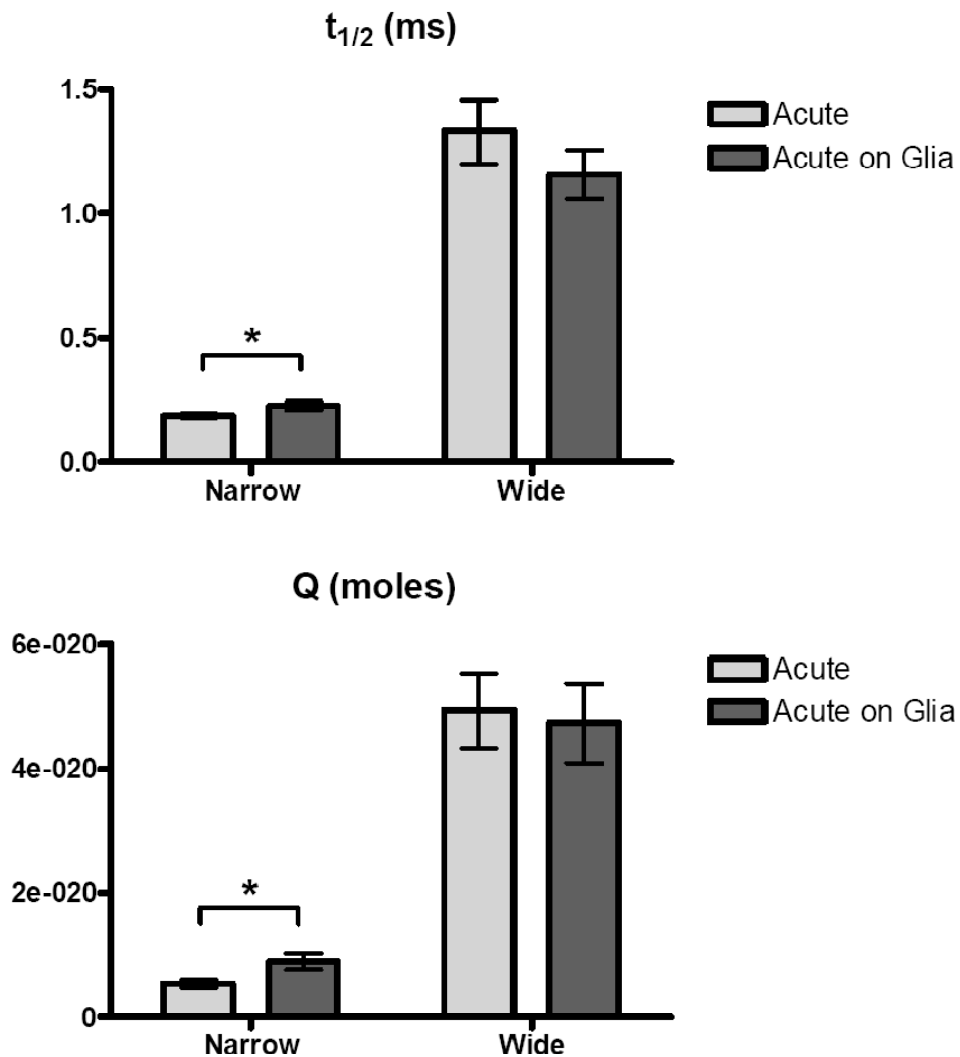 t1/2 (ms)
1.5
Acute
Acute on Glia
1.0
0.5
*
0.0
Narrow Wide
Q (moles)
6e-020
Acute
Acute on Glia
4e-020
2e-020
*
0
Narrow Wide